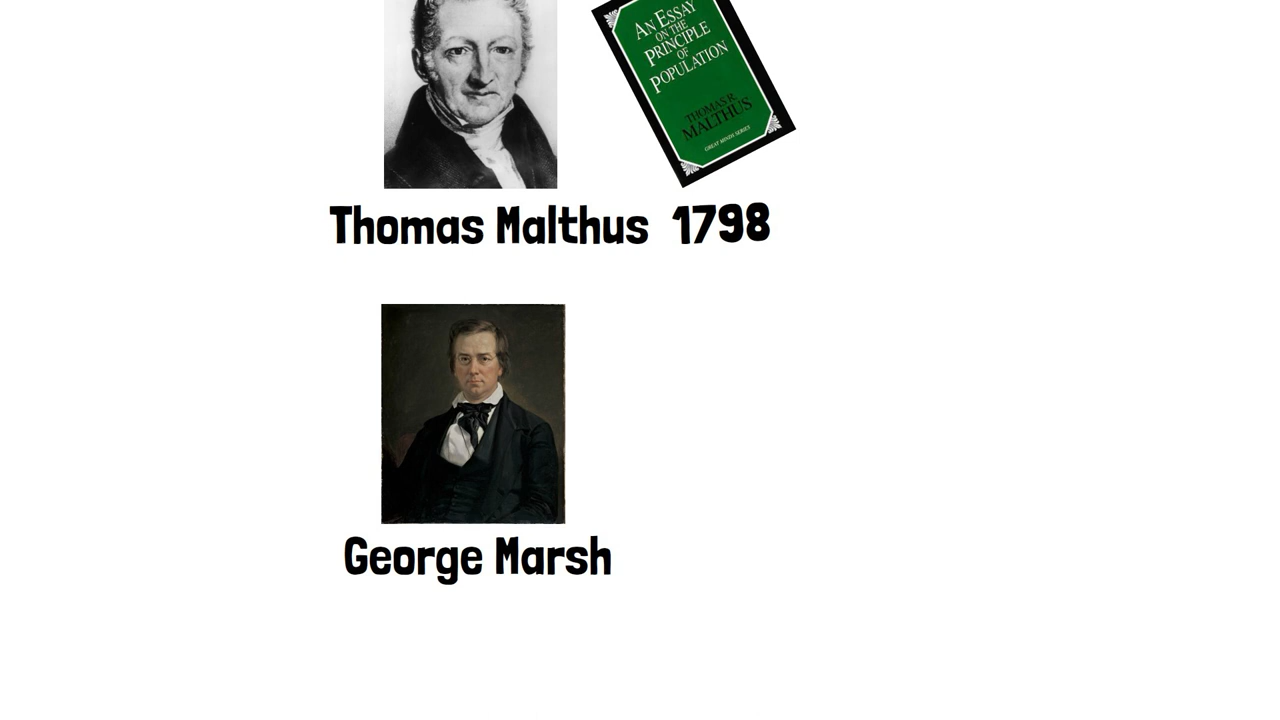 AN ESSAY
ON THE
PRINCIPLE
OF
POPULATION
THOMAS R.
MALTHUS
GREAT MINDS SERIES
Thomas Malthus 1798
George Marsh